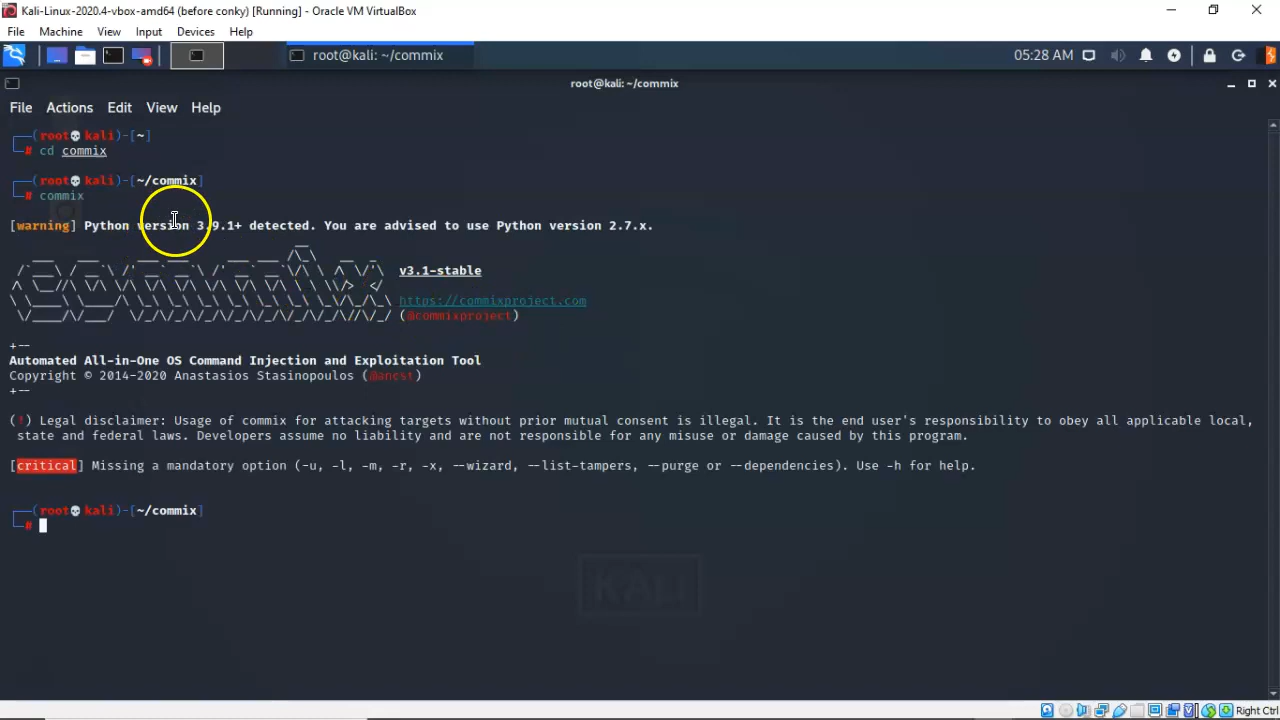 Kali-Linux-2020.4-vbox-amd64 (before conky) [Running] - Oracle VM VirtualBox
File Machine View Input Devices Help
root@kali: ~/commix
05:28 AM
root@kali: ~/commix
File Actions Edit View Help
(root💀kali)-[~]
# cd commix
(root💀kali)-[~/commix]
# commix
[warning] Python version 3.9.1+ detected. You are advised to use Python version 2.7.x.
v3.1-stable
https://commixproject.com
(@commixproject)
+--
Automated All-in-One OS Command Injection and Exploitation Tool
Copyright © 2014-2020 Anastasios Stasinopoulos (@ancst)
+--
(!) Legal disclaimer: Usage of commix for attacking targets without prior mutual consent is illegal. It is the end user's responsibility to obey all applicable local,
state and federal laws. Developers assume no liability and are not responsible for any misuse or damage caused by this program.
[critical] Missing a mandatory option (-u, -l, -m, -r, -x, --wizard, --list-tampers, --purge or --dependencies). Use -h for help.
(root💀kali)-[~/commix]
#
KALI
Right Ctrl